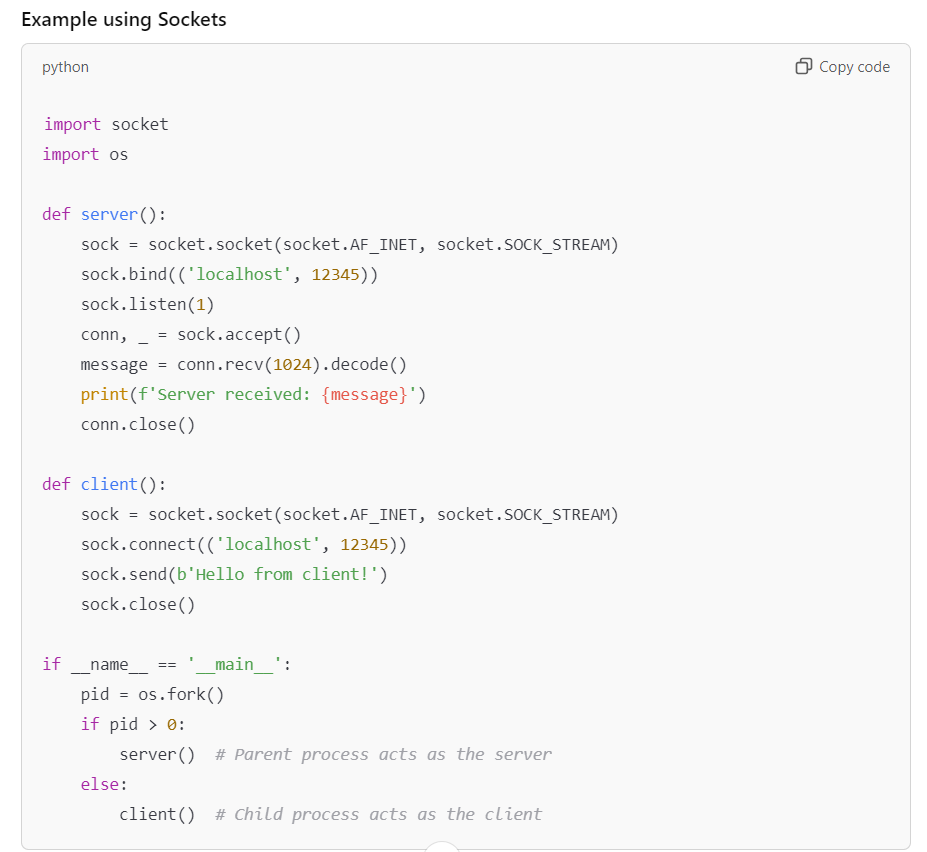 Example using Sockets
python
Copy code
import socket
import os
def server():
    sock = socket.socket(socket.AF_INET, socket.SOCK_STREAM)
    sock.bind(('localhost', 12345))
    sock.listen(1)
    conn, _ = sock.accept()
    message = conn.recv(1024).decode()
    print(f'Server received: {message}')
    conn.close()
def client():
    sock = socket.socket(socket.AF_INET, socket.SOCK_STREAM)
    sock.connect(('localhost', 12345))
    sock.send(b'Hello from client!')
    sock.close()
if __name__ == '__main__':
    pid = os.fork()
    if pid > 0:
        server()  # Parent process acts as the server
    else:
        client()  # Child process acts as the client